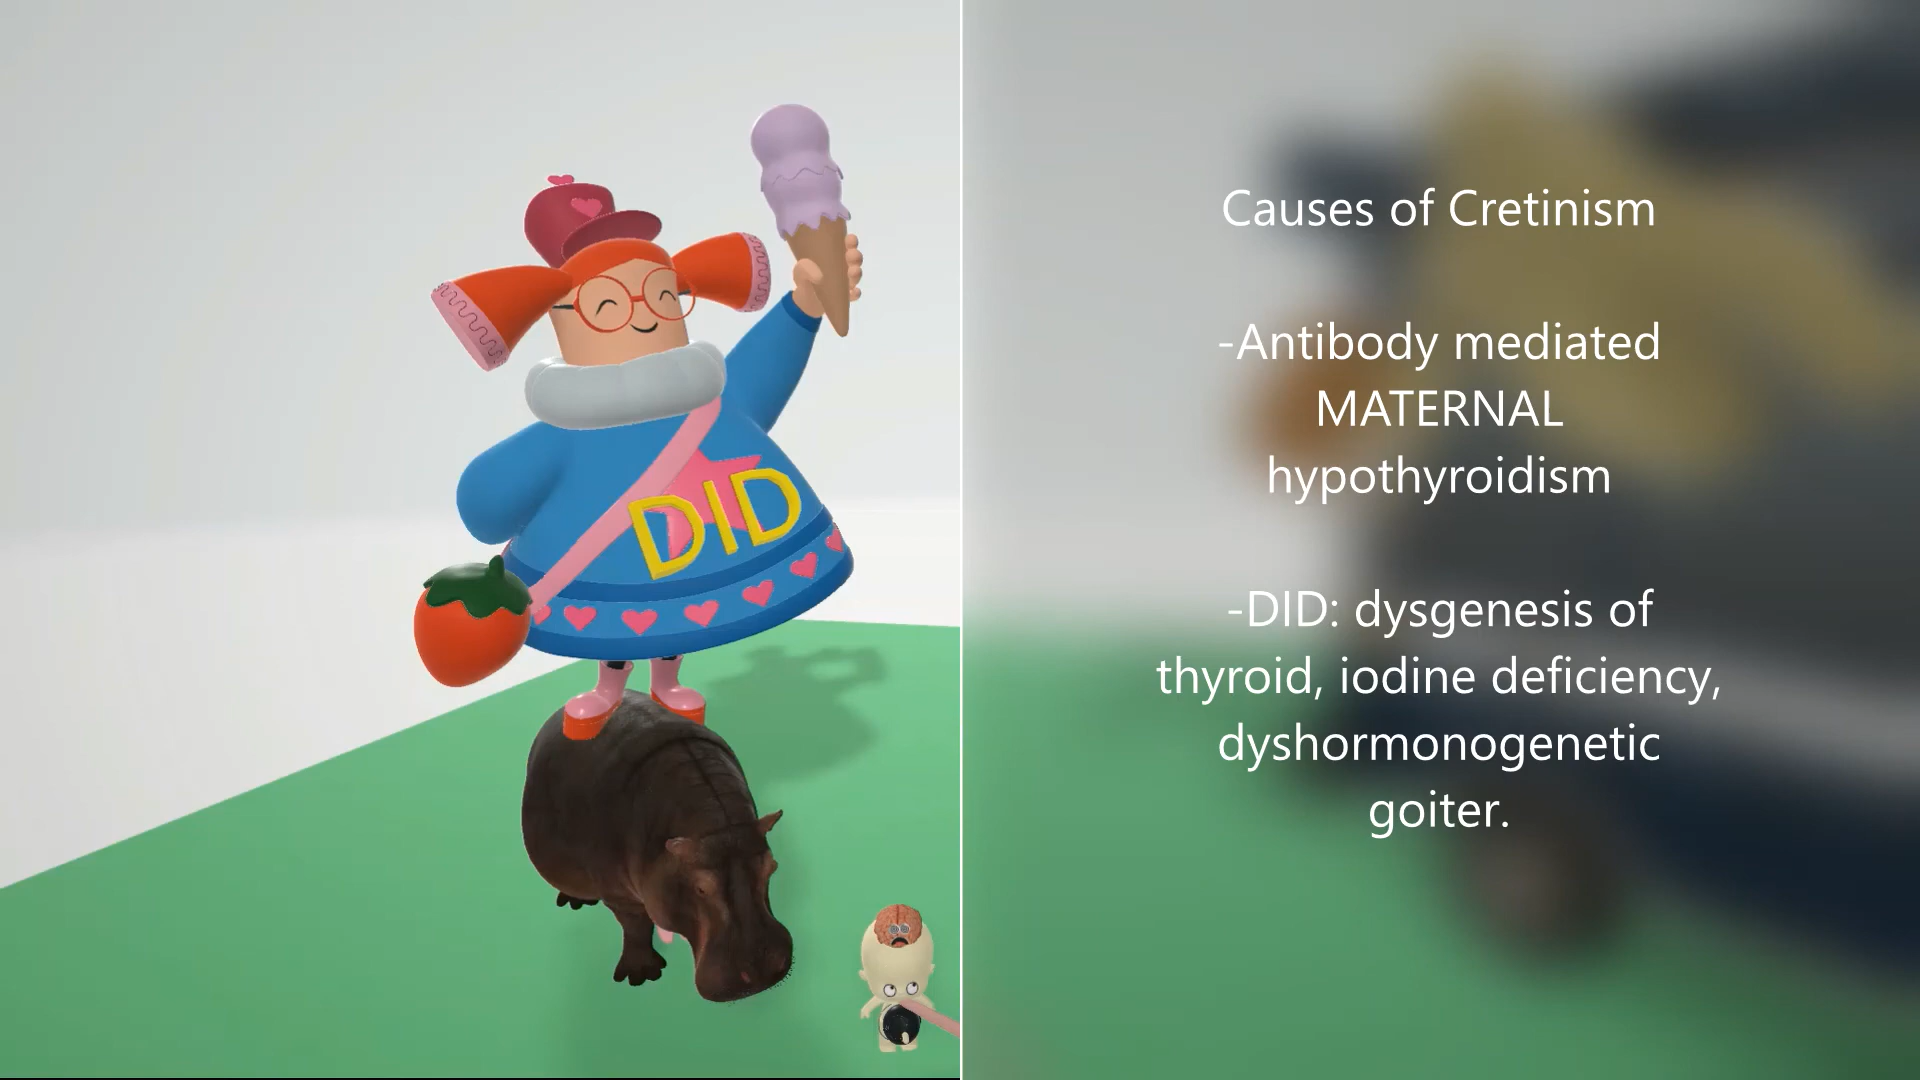 DID
Causes of Cretinism
-Antibody mediated
MATERNAL
hypothyroidism
-DID: dysgenesis of
thyroid, iodine deficiency,
dyshormonogenetic
goiter.